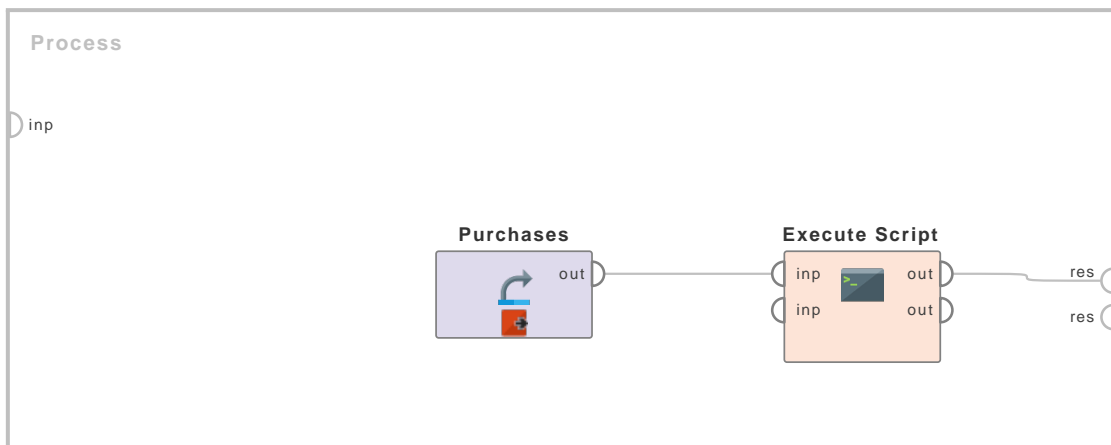 Process
inp
Purchases
Execute Script
out
inp
out
res
inp
out
res
>_